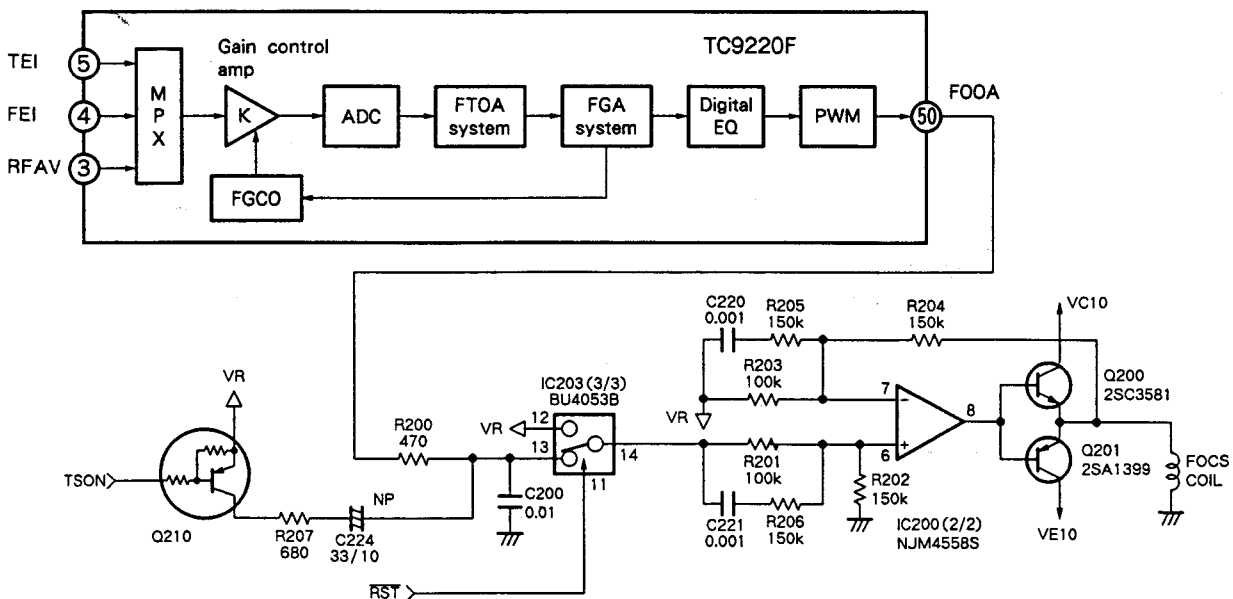 TC9220F
TEI
5
FEI
4
RFAV
3
M
P
X
Gain control
amp
K
FGCO
ADC
FTOA
system
FGA
system
Digital
EQ
PWM
50
FOOA
VR
TSON
Q210
R207
680
NP
C224
33/10
RST
R200
470
C200
0.01
IC203 (3/3)
BU4053B
VR
12
13
14
11
C220
0.001
R205
150k
R203
100k
VR
R204
150k
R201
100k
C221
0.001
R206
150k
R202
150k
7
−
+
6
8
IC200 (2/2)
NJM4558S
VC10
Q200
2SC3581
Q201
2SA1399
VE10
FOCS
COIL